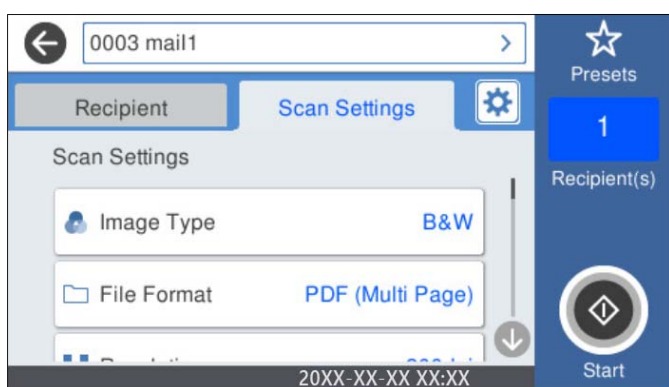 0003 mail1
Presets
Recipient
Scan Settings
1
Recipient(s)
Scan Settings
Image Type B&W
File Format PDF (Multi Page)
20XX-XX-XX XX:XX
Start